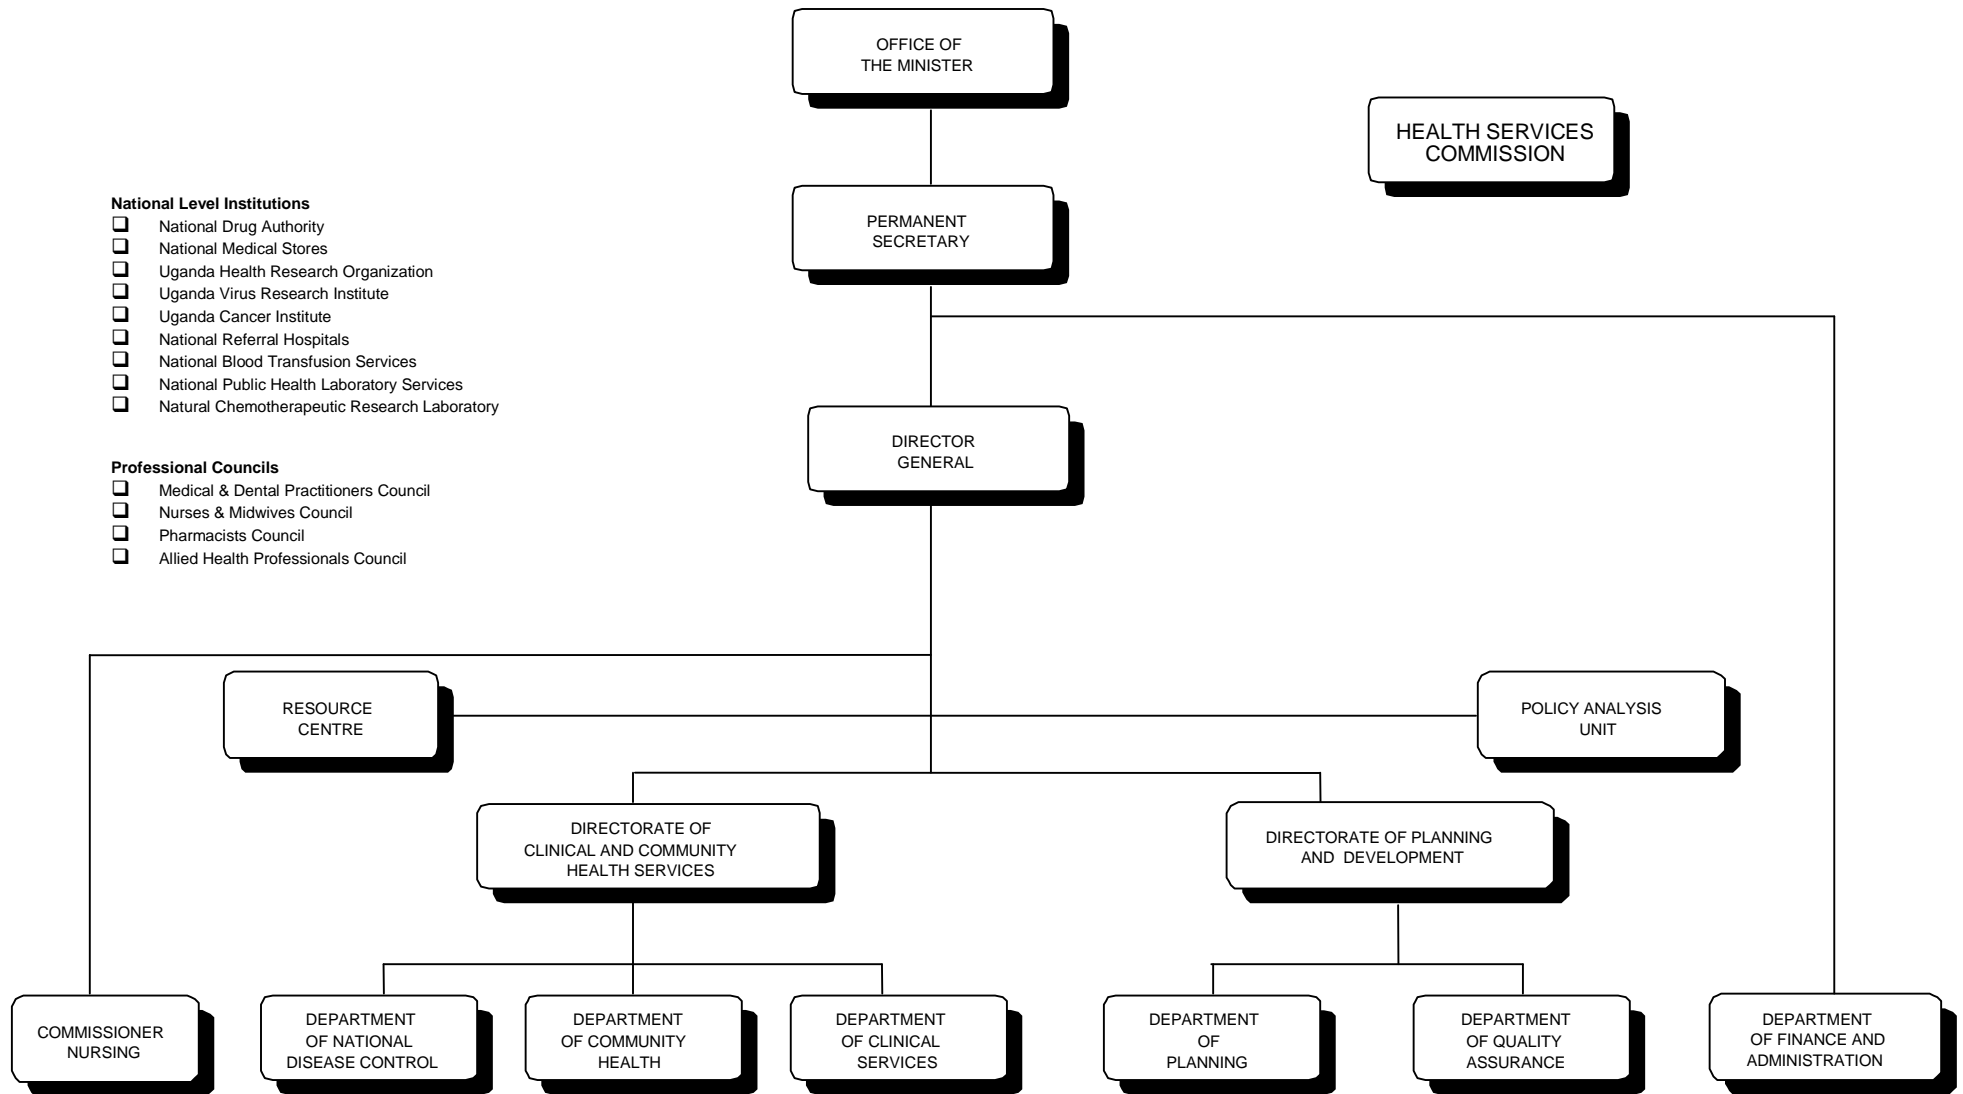 OFFICE OF
THE MINISTER
HEALTH SERVICES
COMMISSION
PERMANENT
SECRETARY
National Level Institutions
National Drug Authority
National Medical Stores
Uganda Health Research Organization
Uganda Virus Research Institute
Uganda Cancer Institute
National Referral Hospitals
National Blood Transfusion Services
National Public Health Laboratory Services
Natural Chemotherapeutic Research Laboratory
DIRECTOR
GENERAL
Professional Councils
Medical & Dental Practitioners Council
Nurses & Midwives Council
Pharmacists Council
Allied Health Professionals Council
RESOURCE
CENTRE
POLICY ANALYSIS
UNIT
DIRECTORATE OF
CLINICAL AND COMMUNITY
HEALTH SERVICES
DIRECTORATE OF PLANNING
AND DEVELOPMENT
COMMISSIONER
NURSING
DEPARTMENT
OF NATIONAL
DISEASE CONTROL
DEPARTMENT
OF COMMUNITY
HEALTH
DEPARTMENT
OF CLINICAL
SERVICES
DEPARTMENT
OF
PLANNING
DEPARTMENT
OF QUALITY
ASSURANCE
DEPARTMENT
OF FINANCE AND
ADMINISTRATION